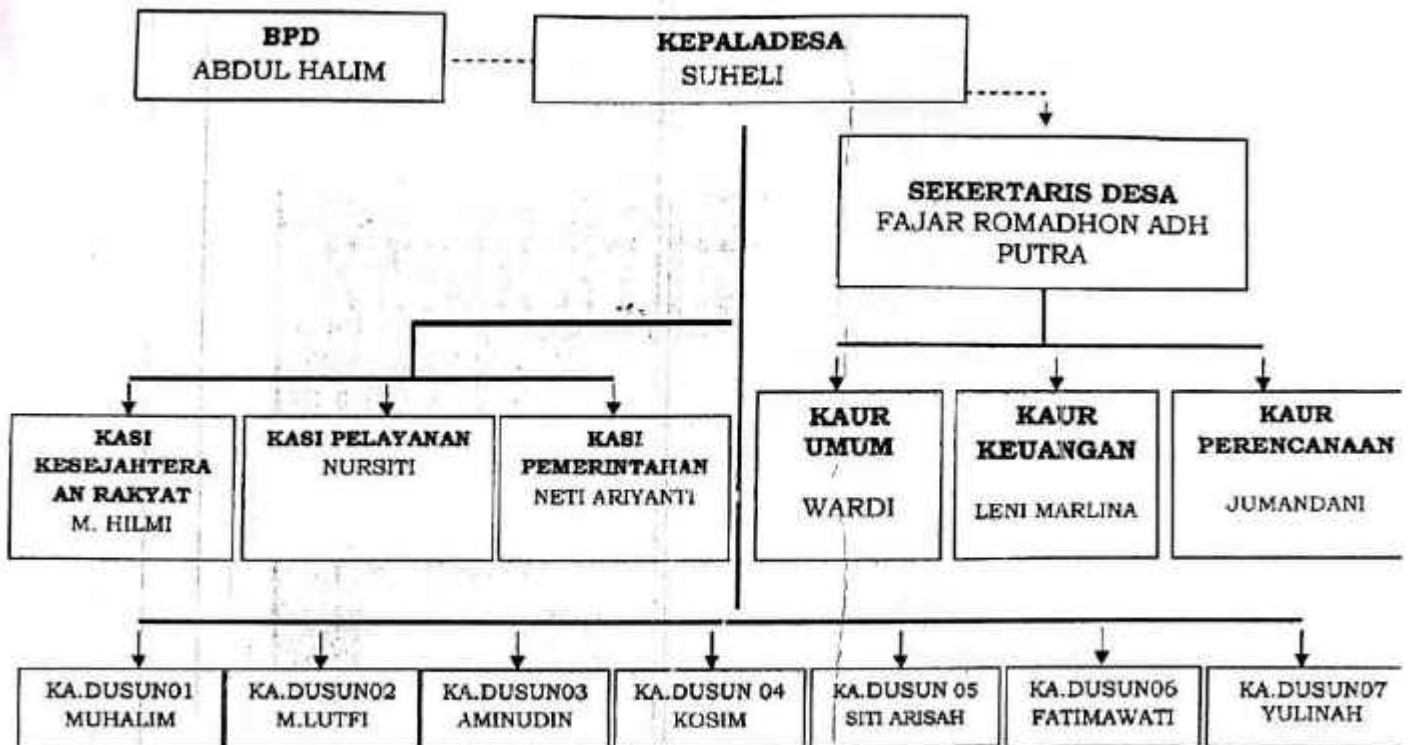 BPD
ABDUL HALIM
KEPALADESA
SUHELI
SEKERTARIS DESA
FAJAR ROMADHON ADH
PUTRA
KASI
KESEJAHTERA
AN RAKYAT
M. HILMI
KASI PELAYANAN
NURSITI
KASI
PEMERINTAHAN
NETI ARIYANTI
KAUR
UMUM
WARDI
KAUR
KEUANGAN
LENI MARLINA
KAUR
PERENCANAAN
JUMANDANI
KA.DUSUN01
MUHALIM
KA.DUSUN02
M.LUTFI
KA.DUSUN03
AMINUDIN
KA.DUSUN 04
KOSIM
KA.DUSUN 05
SITI ARISAH
KA.DUSUN06
FATIMAWATI
KA.DUSUN07
YULINAH